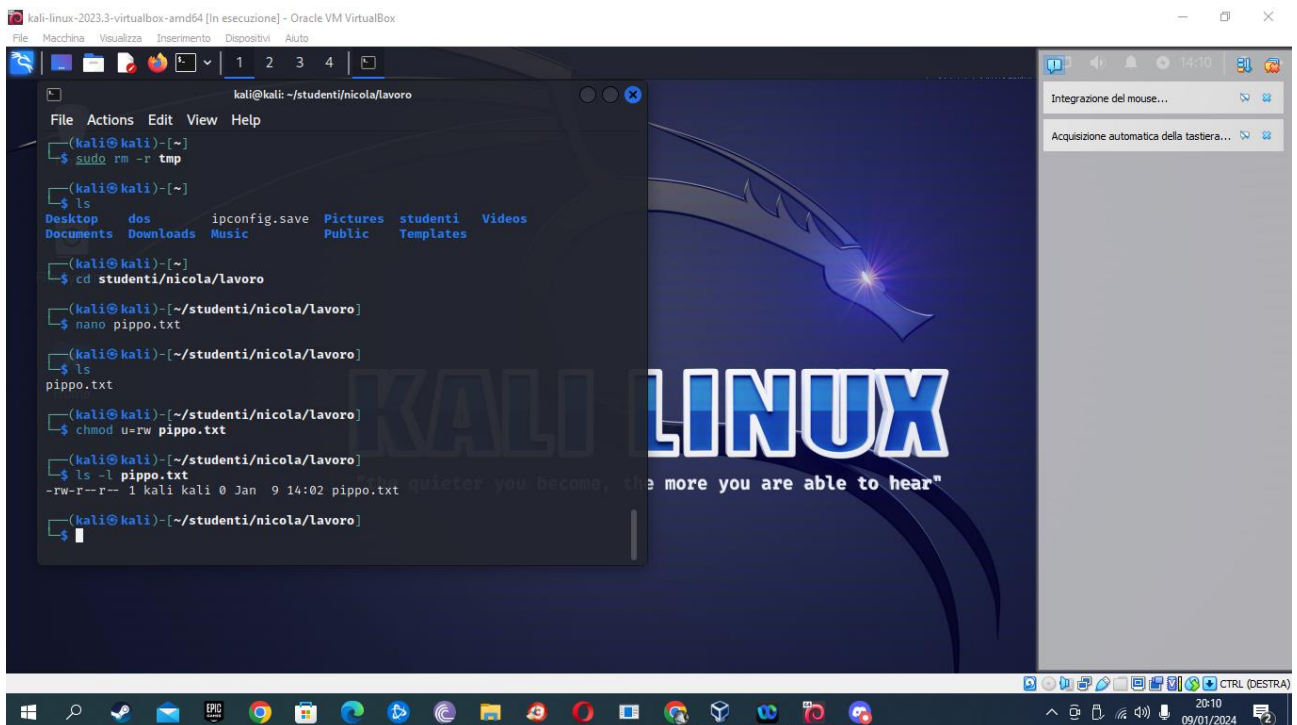 kali-linux-2023.3-virtualbox-amd64 [In esecuzione] - Oracle VM VirtualBox
File Macchina Visualizza Inserimento Dispositivi Aiuto
1 2 3 4
14:10
kali@kali: ~/studenti/nicola/lavoro
File Actions Edit View Help
┌──(kali㉿kali)-[~]
└─$ sudo rm -r tmp
┌──(kali㉿kali)-[~]
└─$ ls
Desktop dos ipconfig.save Pictures studenti Videos
Documents Downloads Music Public Templates
┌──(kali㉿kali)-[~]
└─$ cd studenti/nicola/lavoro
┌──(kali㉿kali)-[~/studenti/nicola/lavoro]
└─$ nano pippo.txt
┌──(kali㉿kali)-[~/studenti/nicola/lavoro]
└─$ ls
pippo.txt
┌──(kali㉿kali)-[~/studenti/nicola/lavoro]
└─$ chmod u=rw pippo.txt
┌──(kali㉿kali)-[~/studenti/nicola/lavoro]
└─$ ls -l pippo.txt
-rw-r--r-- 1 kali kali 0 Jan 9 14:02 pippo.txt
┌──(kali㉿kali)-[~/studenti/nicola/lavoro]
└─$
KALI LINUX
"the quieter you become, the more you are able to hear"
Integrazione del mouse...
Acquisizione automatica della tastiera...
CTRL (DESTRA)
EPIC GAMES
20:10
09/01/2024
2